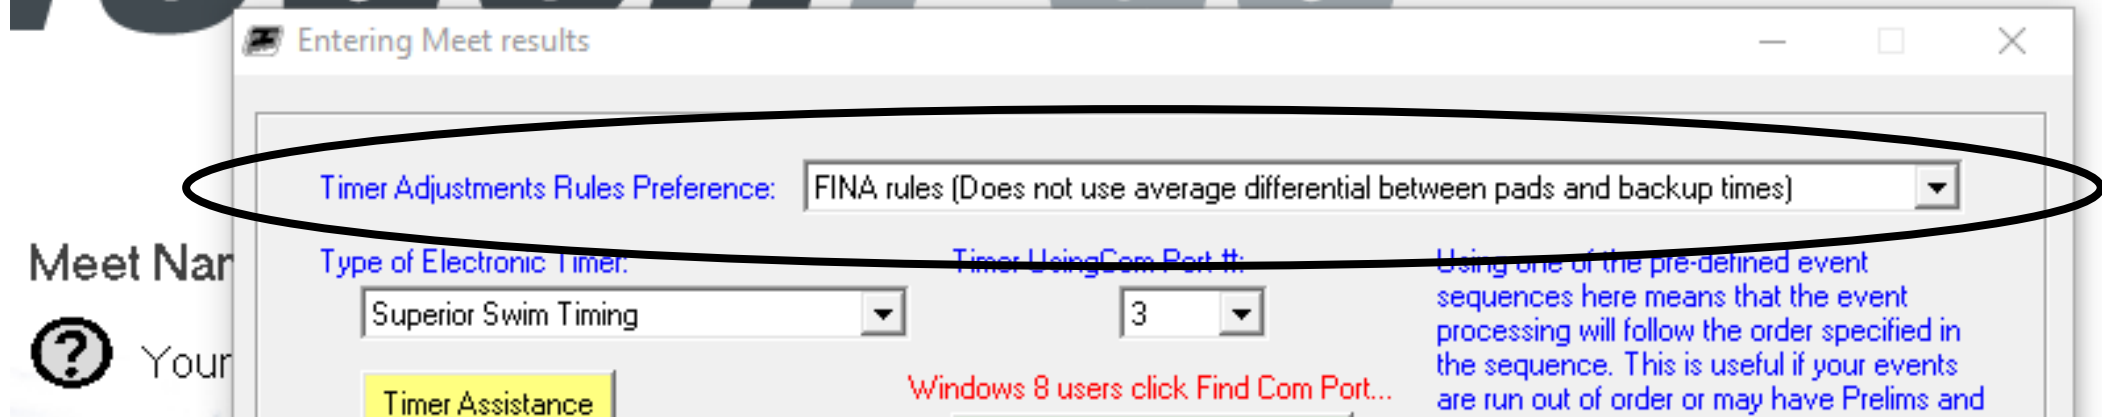 Entering Meet results
Timer Adjustments Rules Preference: FINA rules (Does not use average differential between pads and backup times)
Meet Nar
Type of Electronic Timer: Timer UsingCom Port #: Using one of the pre-defined event
sequences here means that the event
Superior Swim Timing 3
processing will follow the order specified in
Your
the sequence. This is useful if your events
Windows 8 users click Find Com Port...
Timer Assistance
are run out of order or may have Prelims and